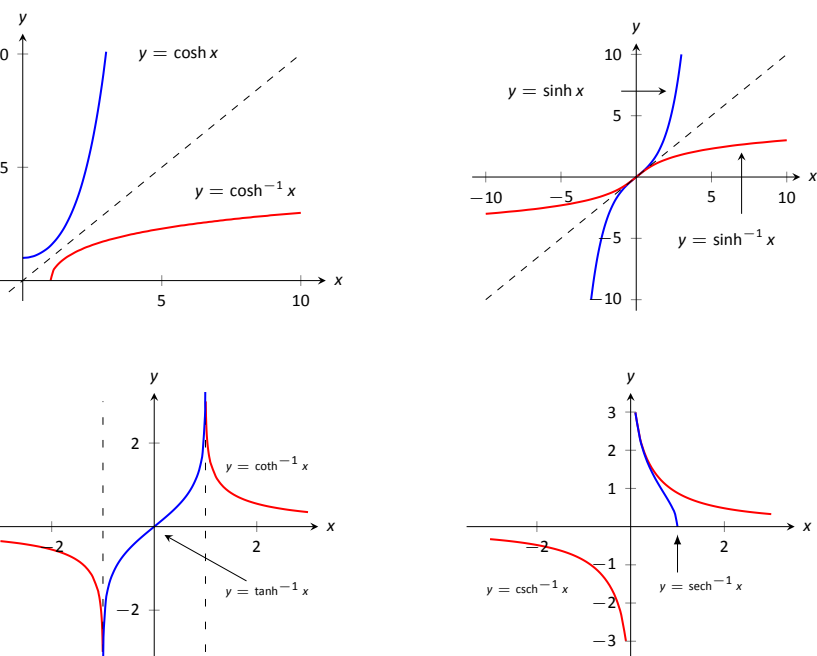 y
0
y = cosh x
5
y = cosh⁻¹ x
x
5
10
y
10
y = sinh x
5
x
−10
−5
5
10
−5
y = sinh⁻¹ x
−10
y
2
y = coth⁻¹ x
x
−2
2
y = tanh⁻¹ x
−2
y
3
2
1
x
−2
2
−1
y = csch⁻¹ x
y = sech⁻¹ x
−2
−3